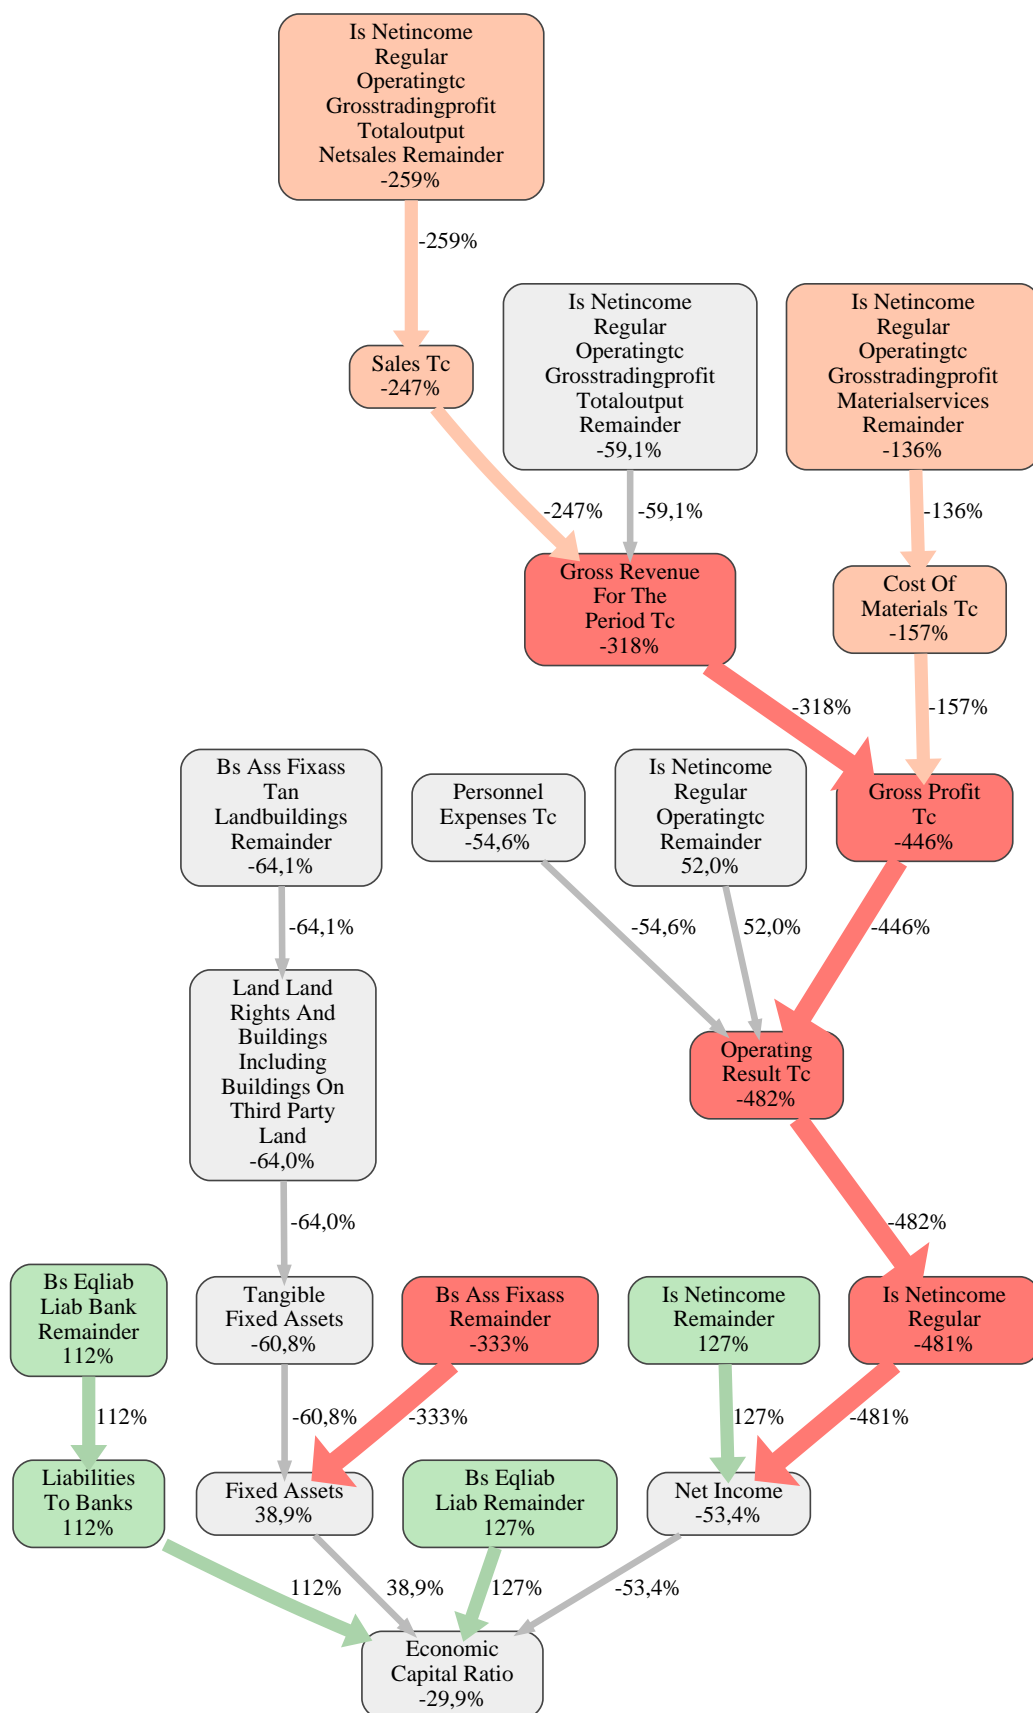 Is Netincome
Regular
Operatingtc
Grosstradingprofit
Totaloutput
Netsales Remainder
-259%
-259%
Is Netincome
Regular
Operatingtc
Grosstradingprofit
Totaloutput
Remainder
-59,1%
Is Netincome
Regular
Operatingtc
Grosstradingprofit
Materialservices
Remainder
-136%
Sales Tc
-247%
-247%
-59,1%
-136%
Gross Revenue
For The
Period Tc
-318%
Cost Of
Materials Tc
-157%
-318%
-157%
Bs Ass Fixass
Tan
Landbuildings
Remainder
-64,1%
Personnel
Expenses Tc
-54,6%
Is Netincome
Regular
Operatingtc
Remainder
52,0%
Gross Profit
Tc
-446%
-64,1%
-54,6%
52,0%
-446%
Land Land
Rights And
Buildings
Including
Buildings On
Third Party
Land
-64,0%
Operating
Result Tc
-482%
-64,0%
-482%
Bs Eqliab
Liab Bank
Remainder
112%
Tangible
Fixed Assets
-60,8%
Bs Ass Fixass
Remainder
-333%
Is Netincome
Remainder
127%
Is Netincome
Regular
-481%
112%
-60,8%
-333%
127%
-481%
Liabilities
To Banks
112%
Fixed Assets
38,9%
Bs Eqliab
Liab Remainder
127%
Net Income
-53,4%
112%
38,9%
127%
-53,4%
Economic
Capital Ratio
-29,9%